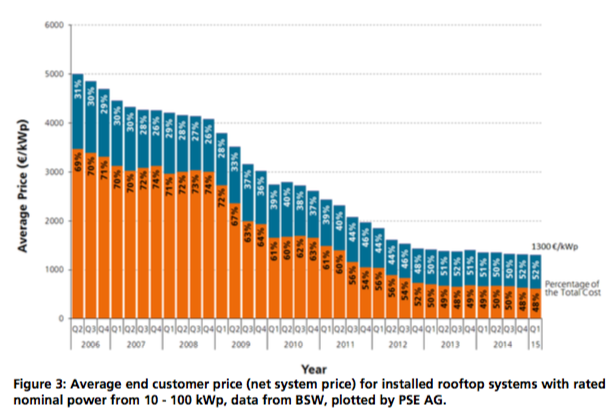 6000
5000
4000
3000
2000
1000
0
Average Price (€/kWp)
31% 30% 29% 30% 30% 28% 26% 29% 28% 27% 26% 28% 33% 37% 36% 39% 40% 38% 37% 39% 40% 44% 46% 44% 44% 46% 48% 50% 51% 52% 51% 51% 50% 50% 52% 52%
69% 70% 71% 70% 70% 72% 74% 71% 72% 73% 74% 72% 67% 63% 64% 61% 60% 62% 63% 61% 60% 56% 54% 56% 56% 54% 52% 50% 49% 48% 49% 49% 50% 50% 48% 48%
1300 €/kWp
Percentage of
the Total Cost
Q2 Q3 Q4 Q1 Q2 Q3 Q4 Q1 Q2 Q3 Q4 Q1 Q2 Q3 Q4 Q1 Q2 Q3 Q4 Q1 Q2 Q3 Q4 Q1 Q2 Q3 Q4 Q1 Q2 Q3 Q4 Q1 Q2 Q3 Q4 Q1
2006 2007 2008 2009 2010 2011 2012 2013 2014 15
Year
Figure 3: Average end customer price (net system price) for installed rooftop systems with rated
nominal power from 10 - 100 kWp, data from BSW, plotted by PSE AG.